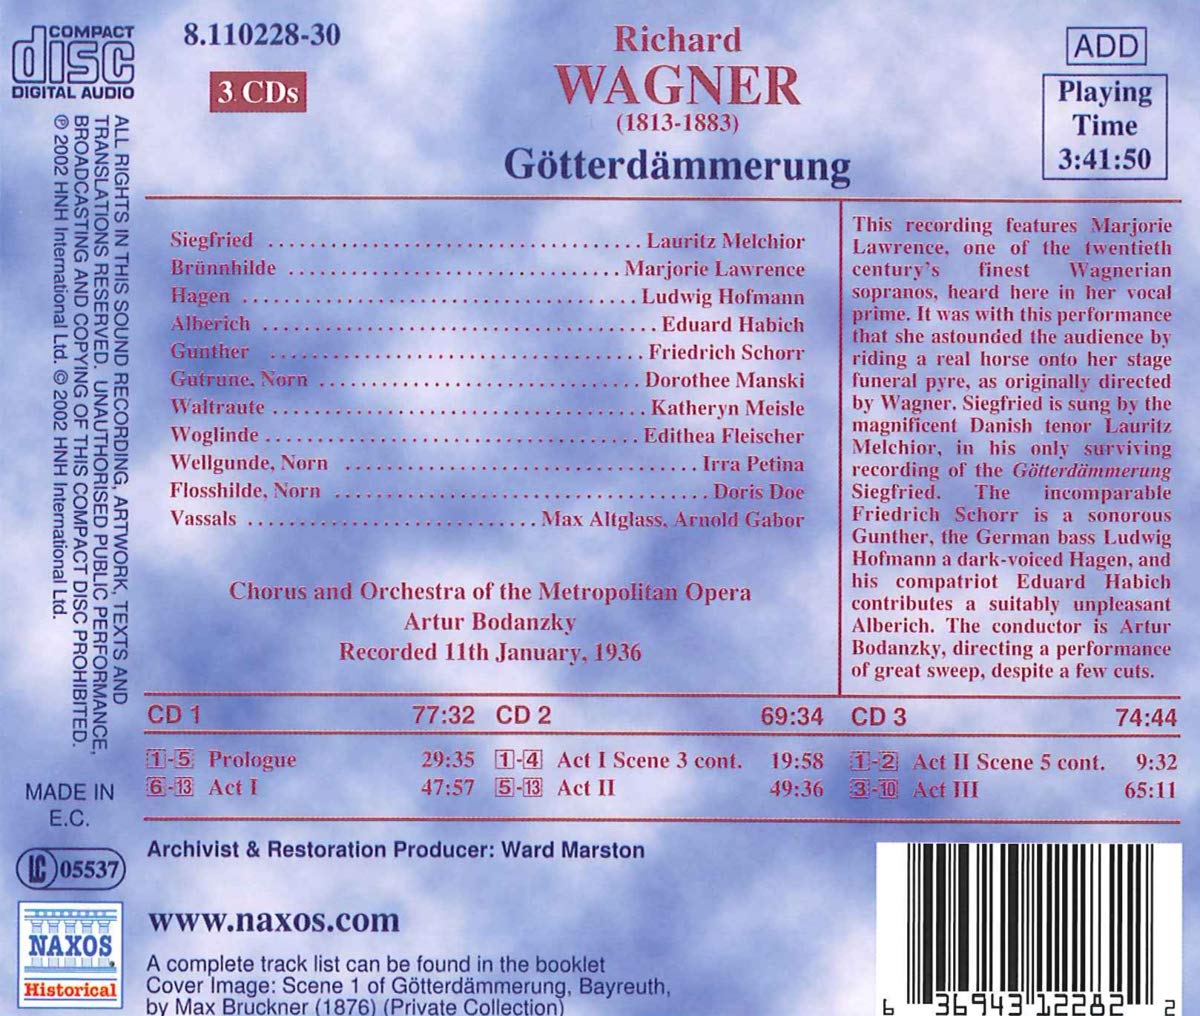 COMPACT
disc
DIGITAL AUDIO
8.110228-30
3 CDs
Richard
WAGNER
(1813-1883)
Götterdämmerung
ADD
Playing
Time
3:41:50
ALL RIGHTS IN THIS SOUND RECORDING, ARTWORK, TEXTS AND
TRANSLATIONS RESERVED. UNAUTHORISED PUBLIC PERFORMANCE,
BROADCASTING AND COPYING OF THIS COMPACT DISC PROHIBITED.
℗ 2002 HNH International Ltd. © 2002 HNH International Ltd.
Siegfried ................................... Lauritz Melchior
Brünnhilde ................................ Marjorie Lawrence
Hagen ...................................... Ludwig Hofmann
Alberich ...................................... Eduard Habich
Gunther .................................... Friedrich Schorr
Gutrune, Norn ............................... Dorothee Manski
Waltraute .................................... Katheryn Meisle
Woglinde .................................... Edithea Fleischer
Wellgunde, Norn .................................. Irra Petina
Flosshilde, Norn .................................... Doris Doe
Vassals ............................ Max Altglass, Arnold Gabor
Chorus and Orchestra of the Metropolitan Opera
Artur Bodanzky
Recorded 11th January, 1936
This recording features Marjorie
Lawrence, one of the twentieth
century's finest Wagnerian
sopranos, heard here in her vocal
prime. It was with this performance
that she astounded the audience by
riding a real horse onto her stage
funeral pyre, as originally directed
by Wagner. Siegfried is sung by the
magnificent Danish tenor Lauritz
Melchior, in his only surviving
recording of the Götterdämmerung
Siegfried. The incomparable
Friedrich Schorr is a sonorous
Gunther, the German bass Ludwig
Hofmann a dark-voiced Hagen, and
his compatriot Eduard Habich
contributes a suitably unpleasant
Alberich. The conductor is Artur
Bodanzky, directing a performance
of great sweep, despite a few cuts.
CD 1 77:32
1-5 Prologue 29:35
6-13 Act I 47:57
CD 2 69:34
1-4 Act I Scene 3 cont. 19:58
5-13 Act II 49:36
CD 3 74:44
1-2 Act II Scene 5 cont. 9:32
3-10 Act III 65:11
MADE IN
E.C.
LC 05537
NAXOS
Historical
Archivist & Restoration Producer: Ward Marston
www.naxos.com
A complete track list can be found in the booklet
Cover Image: Scene 1 of Götterdämmerung, Bayreuth,
by Max Bruckner (1876) (Private Collection)
6 36943 12282 2